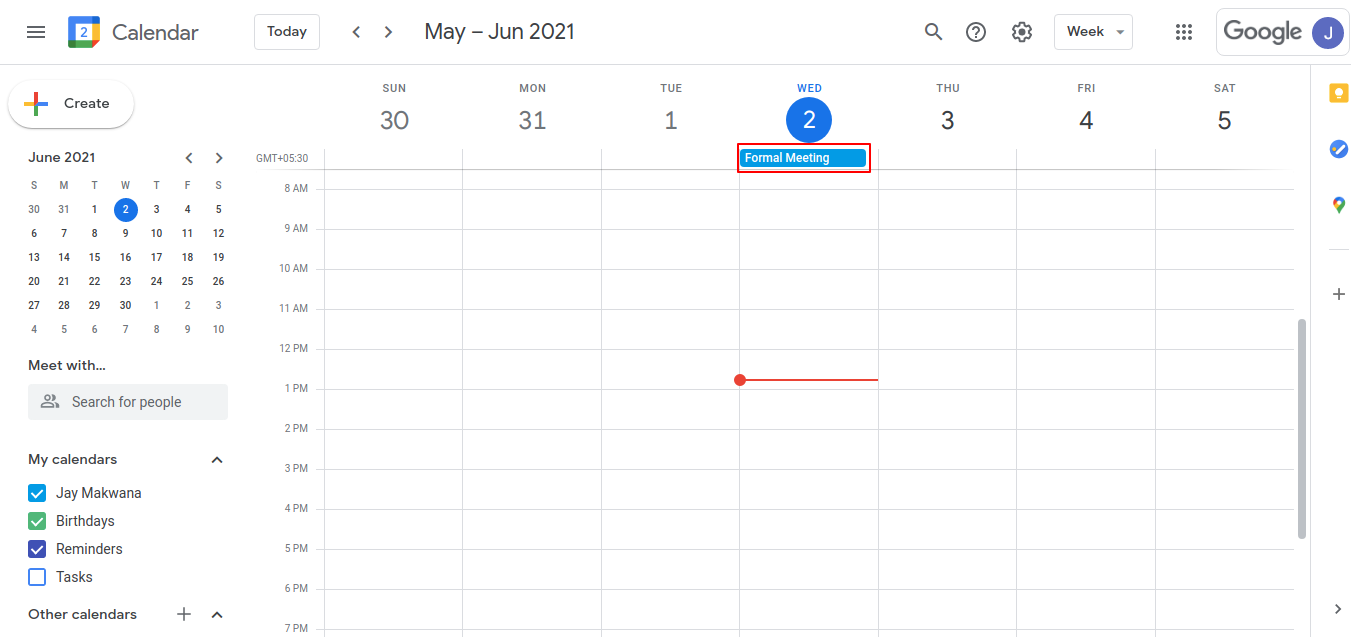 2 Calendar Today May – Jun 2021 Week Google J
Create
June 2021
S M T W T F S
30 31 1 2 3 4 5
6 7 8 9 10 11 12
13 14 15 16 17 18 19
20 21 22 23 24 25 26
27 28 29 30 1 2 3
4 5 6 7 8 9 10
Meet with...
Search for people
My calendars
Jay Makwana
Birthdays
Reminders
Tasks
Other calendars
SUN MON TUE WED THU FRI SAT
30 31 1 2 3 4 5
GMT+05:30 Formal Meeting
8 AM
9 AM
10 AM
11 AM
12 PM
1 PM
2 PM
3 PM
4 PM
5 PM
6 PM
7 PM